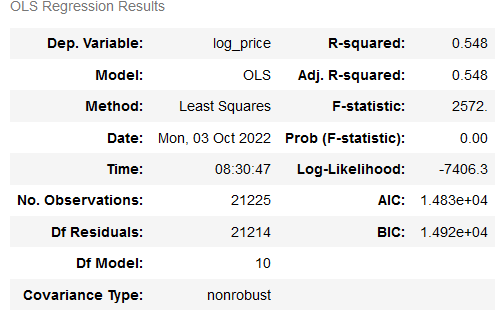 OLS Regression Results
Dep. Variable: log_price R-squared: 0.548
Model: OLS Adj. R-squared: 0.548
Method: Least Squares F-statistic: 2572.
Date: Mon, 03 Oct 2022 Prob (F-statistic): 0.00
Time: 08:30:47 Log-Likelihood: -7406.3
No. Observations: 21225 AIC: 1.483e+04
Df Residuals: 21214 BIC: 1.492e+04
Df Model: 10
Covariance Type: nonrobust